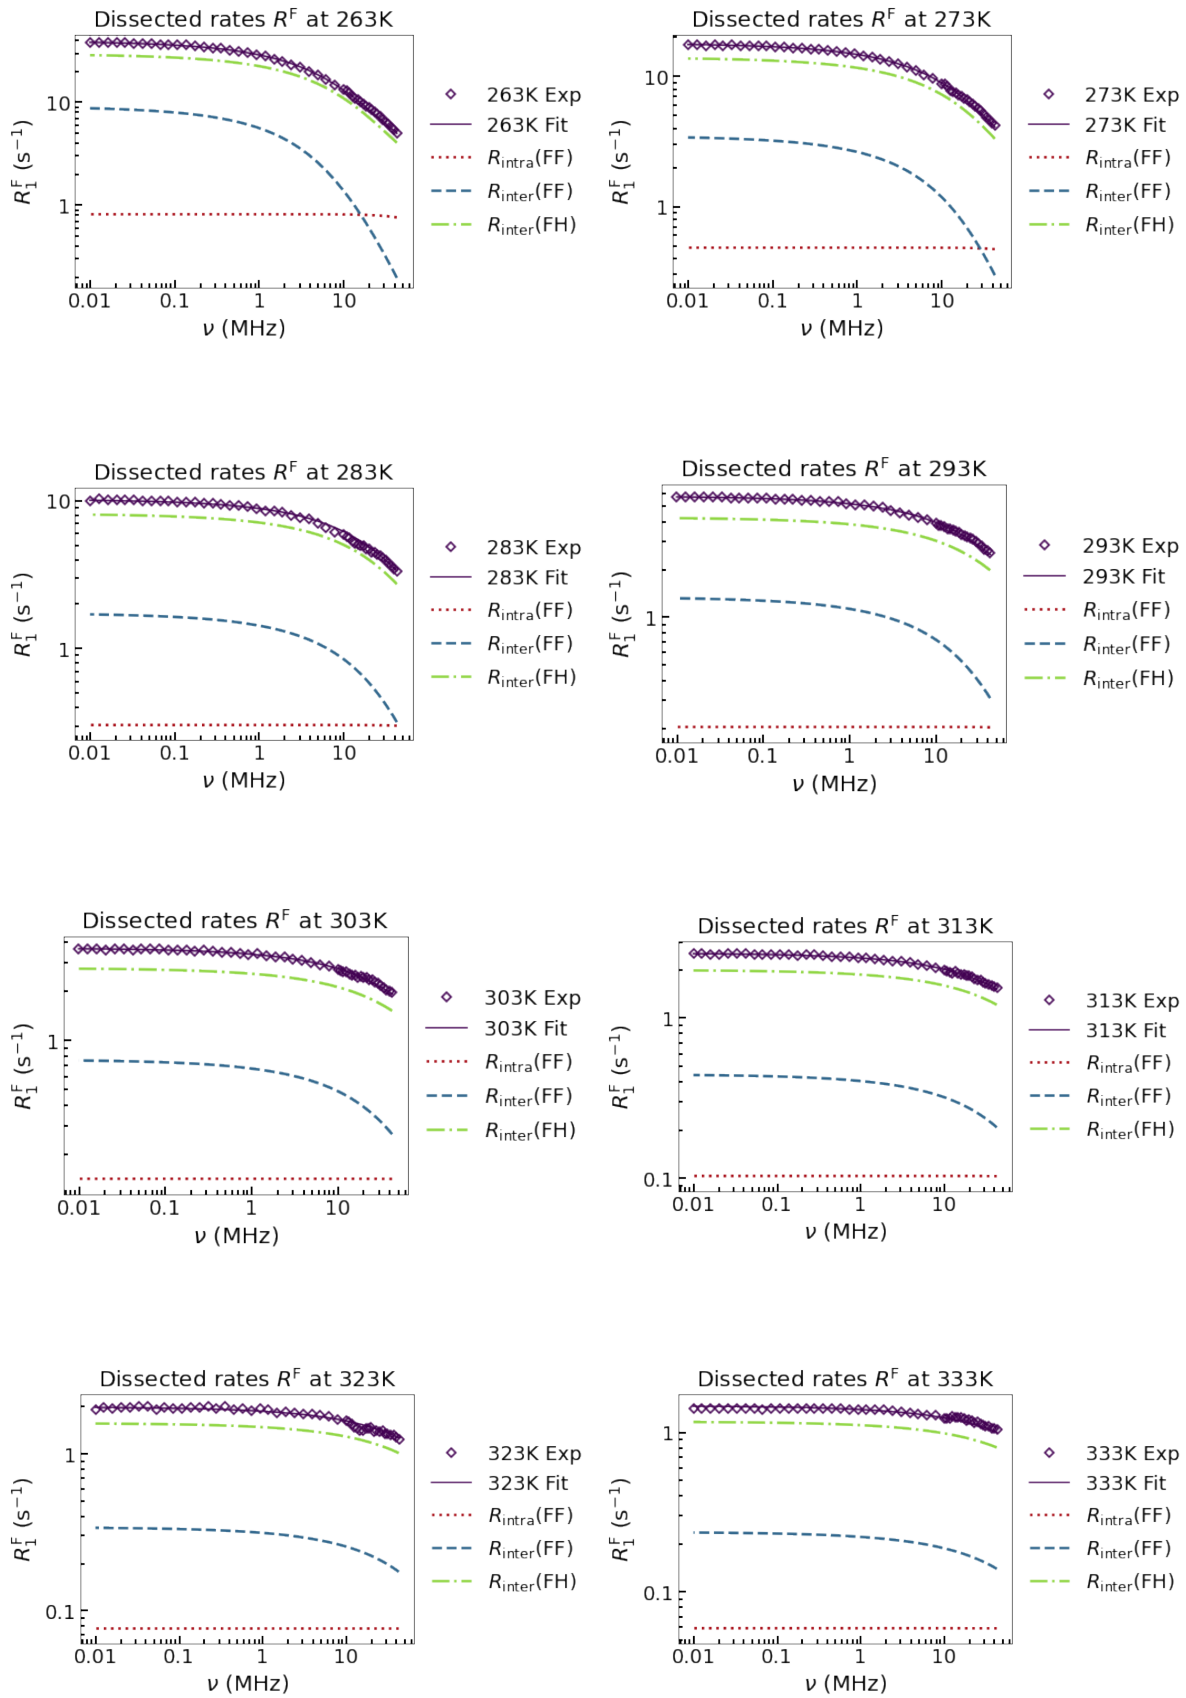 Dissected rates R^F at 263K
10
1
R₁^F (s⁻¹)
0.01 0.1 1 10
ν (MHz)
263K Exp
263K Fit
R_intra(FF)
R_inter(FF)
R_inter(FH)
Dissected rates R^F at 273K
10
1
R₁^F (s⁻¹)
0.01 0.1 1 10
ν (MHz)
273K Exp
273K Fit
R_intra(FF)
R_inter(FF)
R_inter(FH)
Dissected rates R^F at 283K
10
1
R₁^F (s⁻¹)
0.01 0.1 1 10
ν (MHz)
283K Exp
283K Fit
R_intra(FF)
R_inter(FF)
R_inter(FH)
Dissected rates R^F at 293K
1
R₁^F (s⁻¹)
0.01 0.1 1 10
ν (MHz)
293K Exp
293K Fit
R_intra(FF)
R_inter(FF)
R_inter(FH)
Dissected rates R^F at 303K
1
R₁^F (s⁻¹)
0.01 0.1 1 10
ν (MHz)
303K Exp
303K Fit
R_intra(FF)
R_inter(FF)
R_inter(FH)
Dissected rates R^F at 313K
1
0.1
R₁^F (s⁻¹)
0.01 0.1 1 10
ν (MHz)
313K Exp
313K Fit
R_intra(FF)
R_inter(FF)
R_inter(FH)
Dissected rates R^F at 323K
1
0.1
R₁^F (s⁻¹)
0.01 0.1 1 10
ν (MHz)
323K Exp
323K Fit
R_intra(FF)
R_inter(FF)
R_inter(FH)
Dissected rates R^F at 333K
1
0.1
R₁^F (s⁻¹)
0.01 0.1 1 10
ν (MHz)
333K Exp
333K Fit
R_intra(FF)
R_inter(FF)
R_inter(FH)